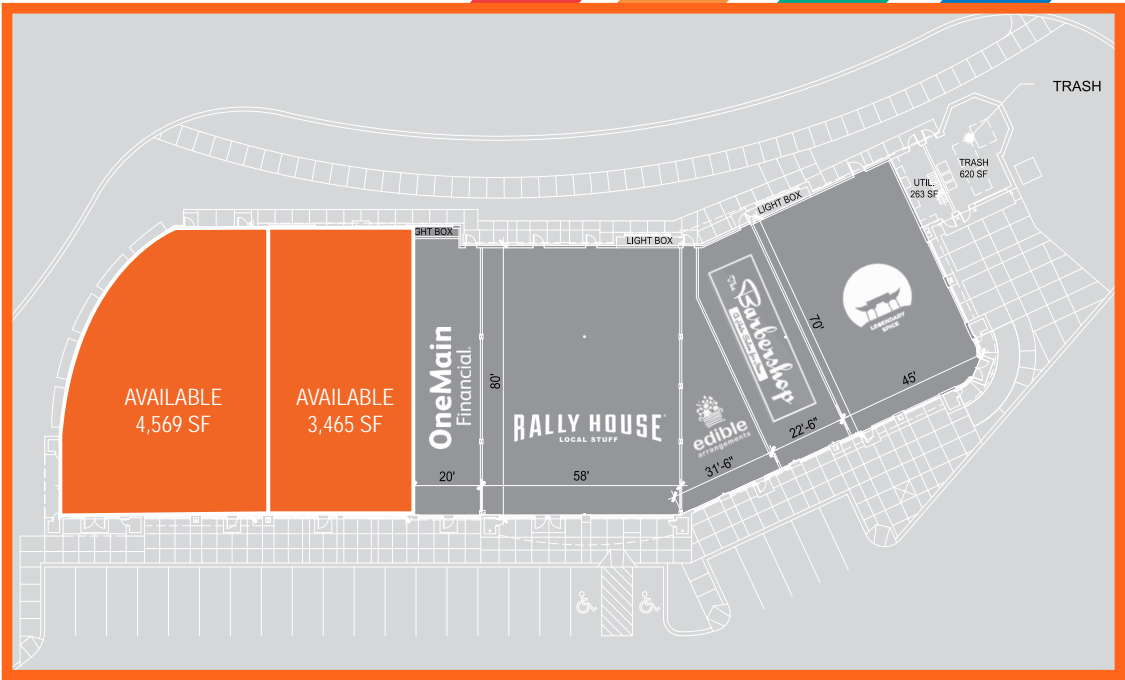 TRASH
TRASH
620 SF
UTIL.
263 SF
LIGHT BOX
GHT BOX
LIGHT BOX
AVAILABLE
4,569 SF
AVAILABLE
3,465 SF
OneMain
Financial.
20'
80'
RALLY HOUSE
LOCAL STUFF
58'
edible
arrangements
31'-6"
The
Barbershop
22'-6"
70'
LEGENDARY
SPICE
45'